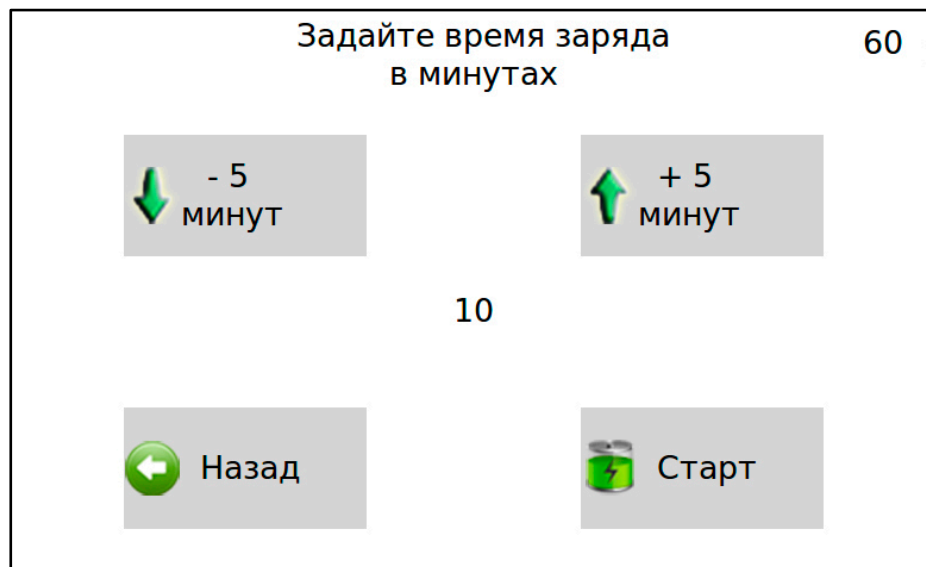 Задайте время заряда
в минутах
60
- 5
минут
+ 5
минут
10
Назад
Старт